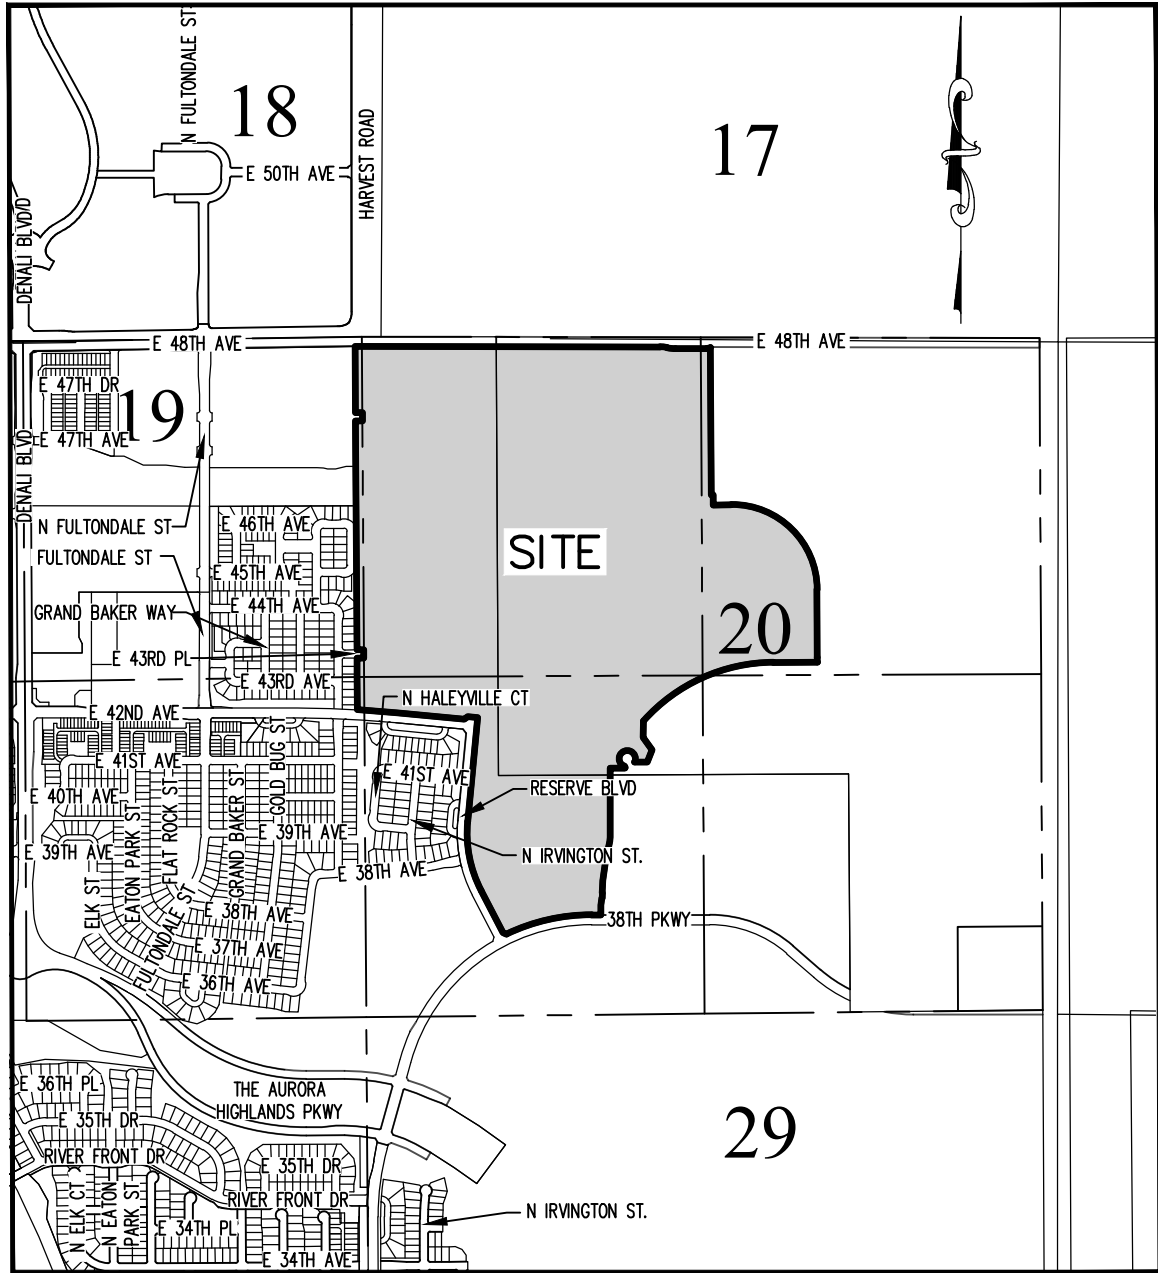 N FULTONDALE ST
18
17
HARVEST ROAD
E 50TH AVE
DENALI BLVD/D
E 48TH AVE
E 48TH AVE
E 47TH DR
19
E 47TH AVE
DENALI BLVD
N FULTONDALE ST
E 46TH AVE
SITE
FULTONDALE ST
E 45TH AVE
E 44TH AVE
GRAND BAKER WAY
20
E 43RD PL
E 43RD AVE
N HALEYVILLE CT
E 42ND AVE
GOLD BUG ST
E 41ST AVE
E 41ST AVE
RESERVE BLVD
E 40TH AVE
EATON PARK ST
FLAT ROCK ST
GRAND BAKER ST
E 39TH AVE
E 39TH AVE
N IRVINGTON ST.
E 38TH AVE
ELK ST
E 38TH AVE
38TH PKWY
FULTONDALE ST
E 37TH AVE
E 36TH AVE
E 36TH PL
THE AURORA
HIGHLANDS PKWY
E 35TH DR
29
RIVER FRONT DR
E 35TH DR
RIVER FRONT DR
N ELK CT
N EATON
PARK ST
E 34TH PL
N IRVINGTON ST.
E 34TH AVE